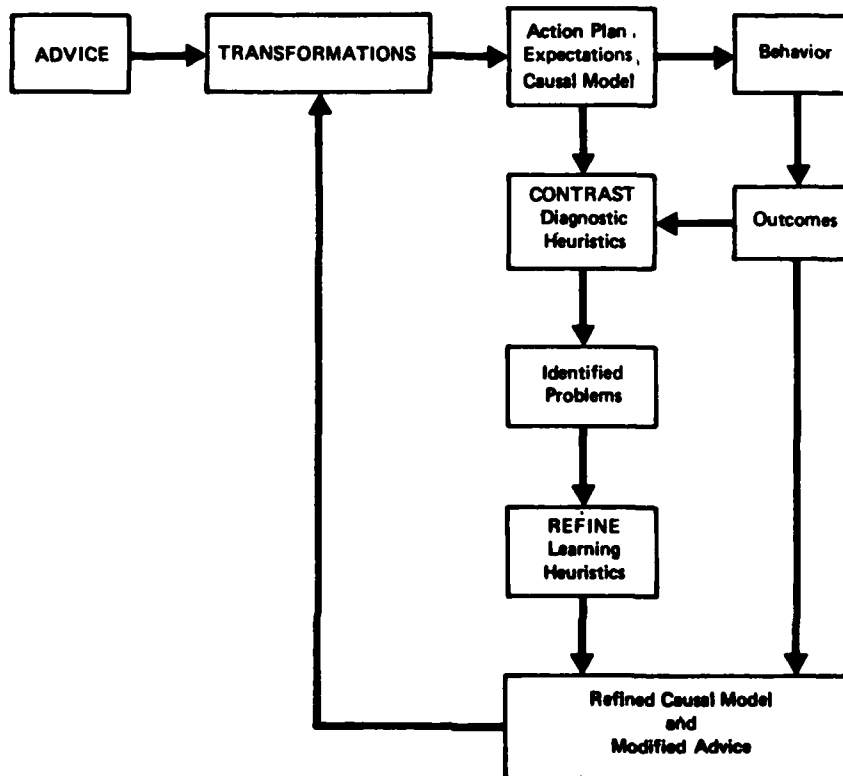 ADVICE
TRANSFORMATIONS
Action Plan,
Expectations,
Causal Model
Behavior
CONTRAST
Diagnostic
Heuristics
Outcomes
Identified
Problems
REFINE
Learning
Heuristics
Refined Causal Model
and
Modified Advice